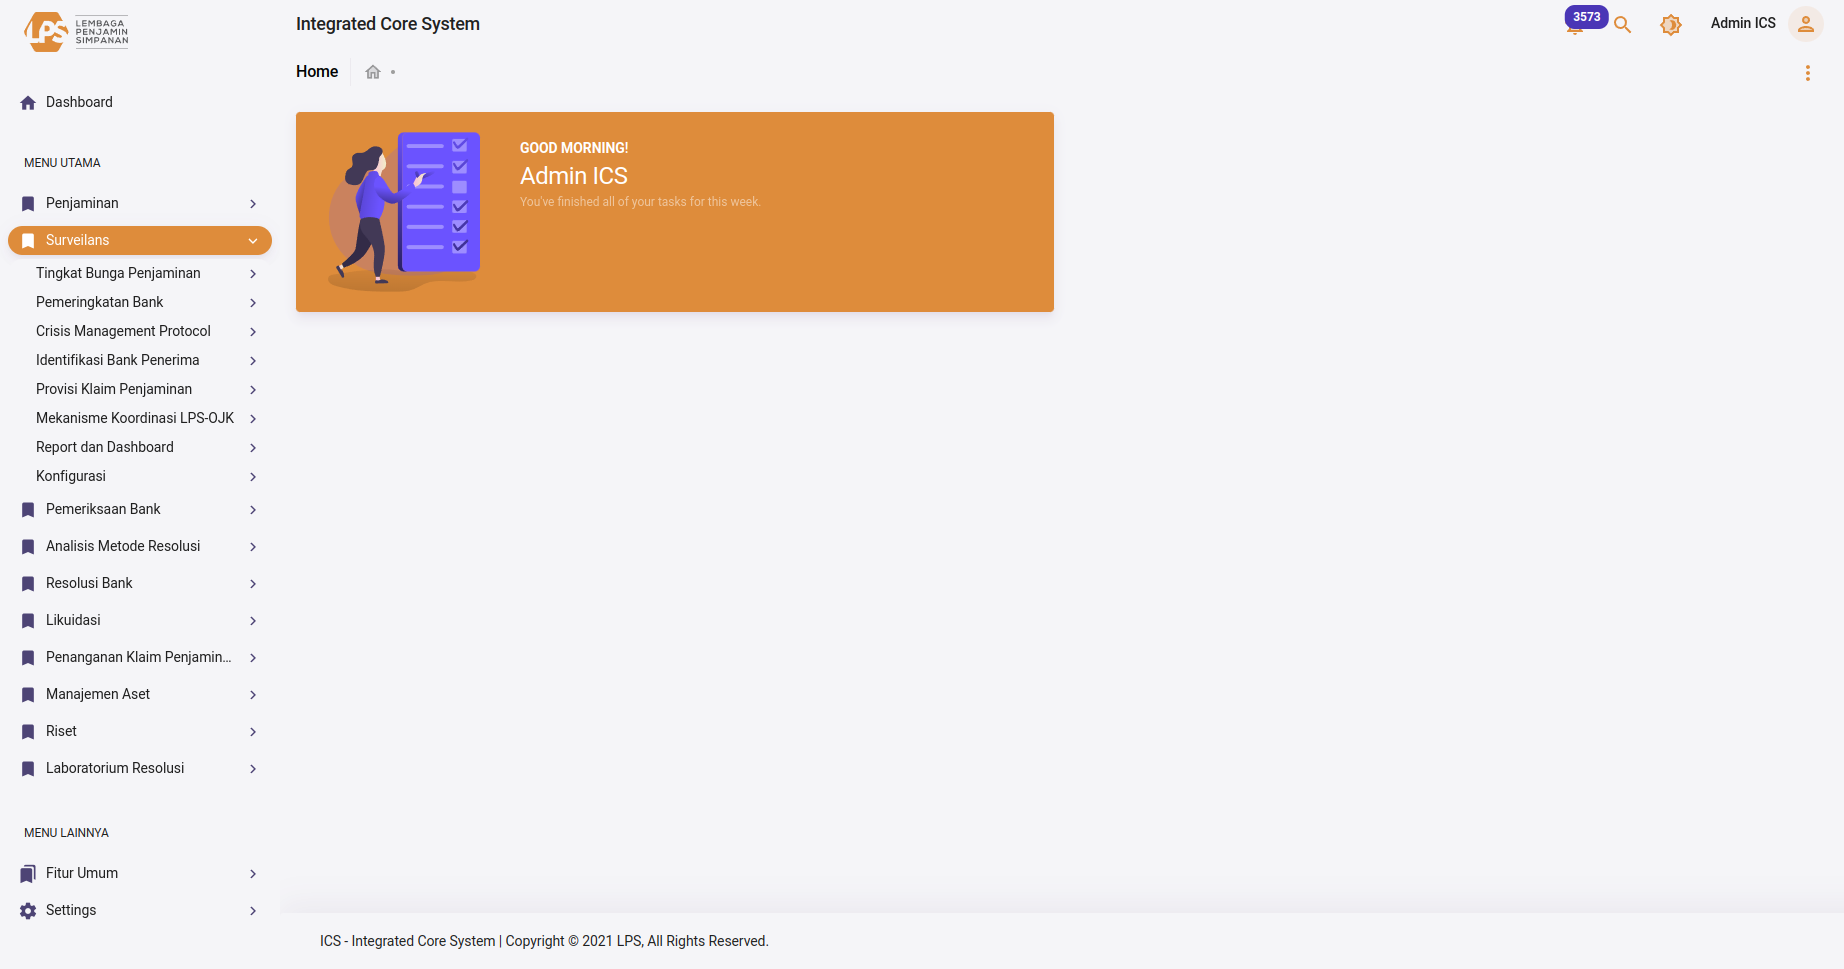 LPS
LEMBAGA
PENJAMIN
SIMPANAN
Integrated Core System
3573
Admin ICS
Home
Dashboard
MENU UTAMA
Penjaminan
Surveilans
Tingkat Bunga Penjaminan
Pemeringkatan Bank
Crisis Management Protocol
Identifikasi Bank Penerima
Provisi Klaim Penjaminan
Mekanisme Koordinasi LPS-OJK
Report dan Dashboard
Konfigurasi
Pemeriksaan Bank
Analisis Metode Resolusi
Resolusi Bank
Likuidasi
Penanganan Klaim Penjamin...
Manajemen Aset
Riset
Laboratorium Resolusi
MENU LAINNYA
Fitur Umum
Settings
GOOD MORNING!
Admin ICS
You've finished all of your tasks for this week.
ICS - Integrated Core System | Copyright © 2021 LPS, All Rights Reserved.